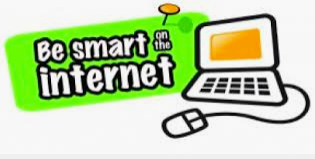 Be smart on the
internet